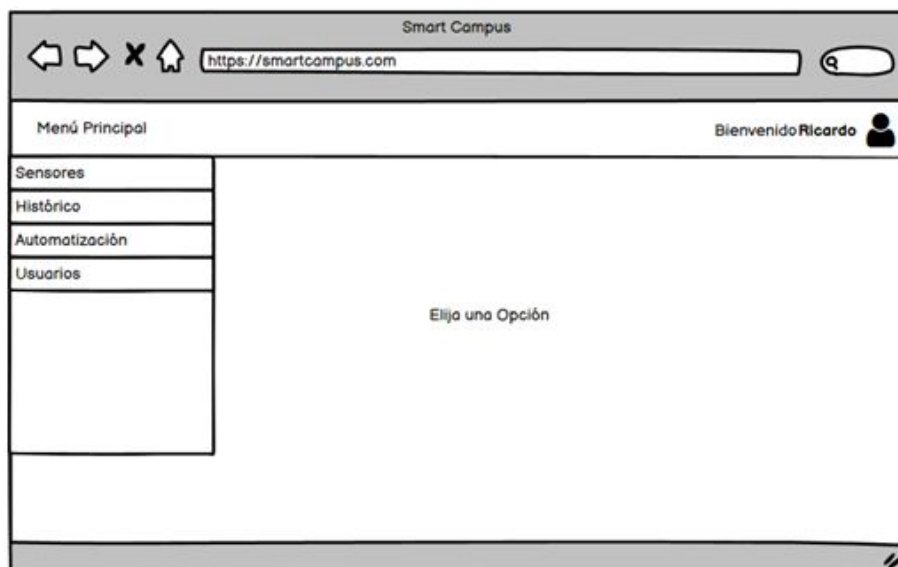 Smart Campus
https://smartcampus.com
Menú Principal
Bienvenido Ricardo
Sensores
Histórico
Automatización
Usuarios
Elija una Opción